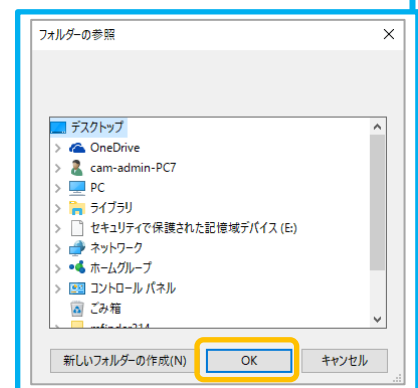 フォルダーの参照
デスクトップ
OneDrive
cam-admin-PC7
PC
ライブラリ
セキュリティで保護された記憶域デバイス (E:)
ネットワーク
ホームグループ
コントロール パネル
ごみ箱
新しいフォルダーの作成(N)
OK
キャンセル